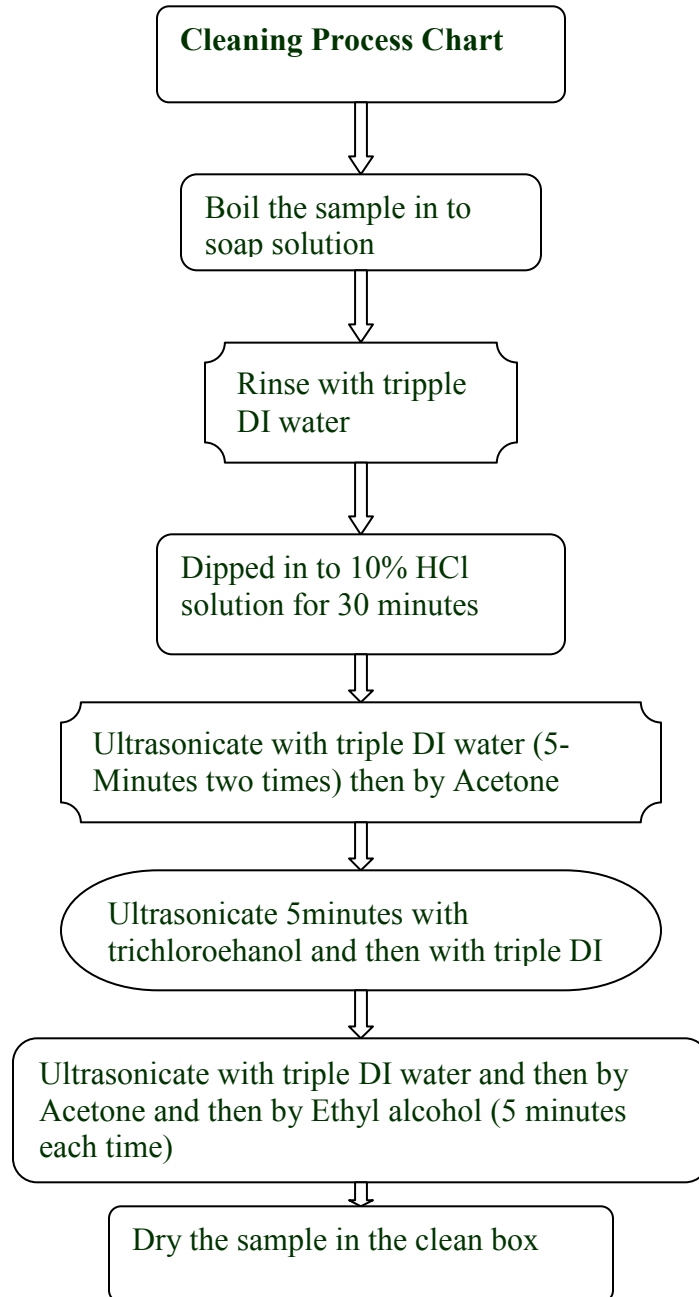 Cleaning Process Chart
Boil the sample in to
soap solution
Rinse with tripple
DI water
Dipped in to 10% HCl
solution for 30 minutes
Ultrasonicate with triple DI water (5-
Minutes two times) then by Acetone
Ultrasonicate 5minutes with
trichloroehanol and then with triple DI
Ultrasonicate with triple DI water and then by
Acetone and then by Ethyl alcohol (5 minutes
each time)
Dry the sample in the clean box